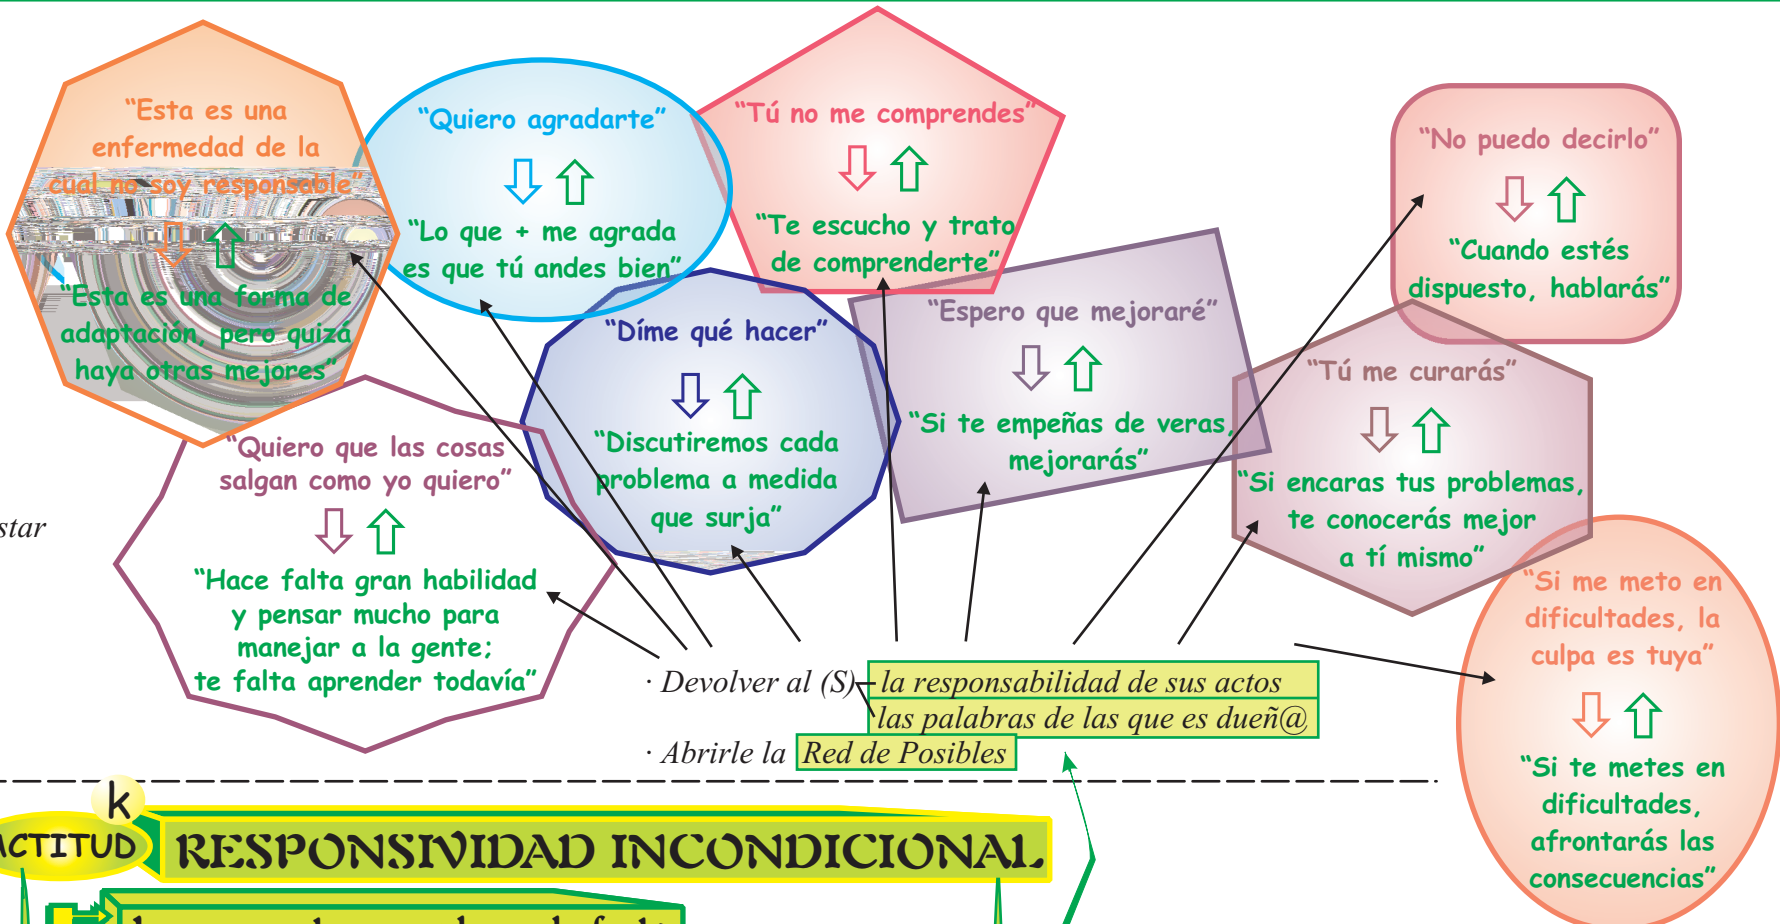 “Esta es una
enfermedad de la
cual no soy responsable”
“Esta es una forma de
adaptación, pero quizá
haya otras mejores”
“Quiero agradarte”
“Lo que + me agrada
es que tú andes bien”
“Tú no me comprendes”
“Te escucho y trato
de comprenderte”
“No puedo decirlo”
“Cuando estés
dispuesto, hablarás”
“Díme qué hacer”
“Discutiremos cada
problema a medida
que surja”
“Espero que mejoraré”
“Si te empeñas de veras,
mejorarás”
“Tú me curarás”
“Si encaras tus problemas,
te conocerás mejor
a tí mismo”
“Quiero que las cosas
salgan como yo quiero”
“Hace falta gran habilidad
y pensar mucho para
manejar a la gente;
te falta aprender todavía”
“Si me meto en
dificultades, la
culpa es tuya”
“Si te metes en
dificultades,
afrontarás las
consecuencias”
star
· Devolver al (S) la responsabilidad de sus actos
las palabras de las que es dueñ@
· Abrirle la Red de Posibles
k
ACTITUD
RESPONSIVIDAD INCONDICIONAL